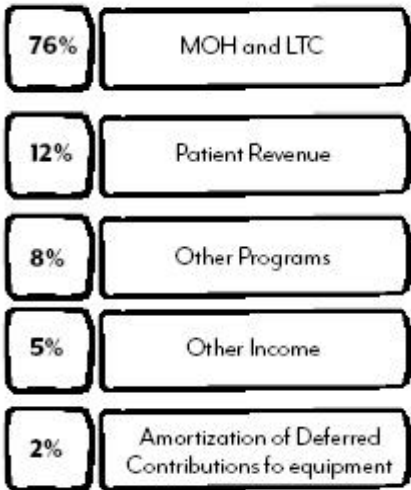 76% MOH and LTC
12% Patient Revenue
8% Other Programs
5% Other Income
2% Amortization of Deferred
Contributions fo equipment